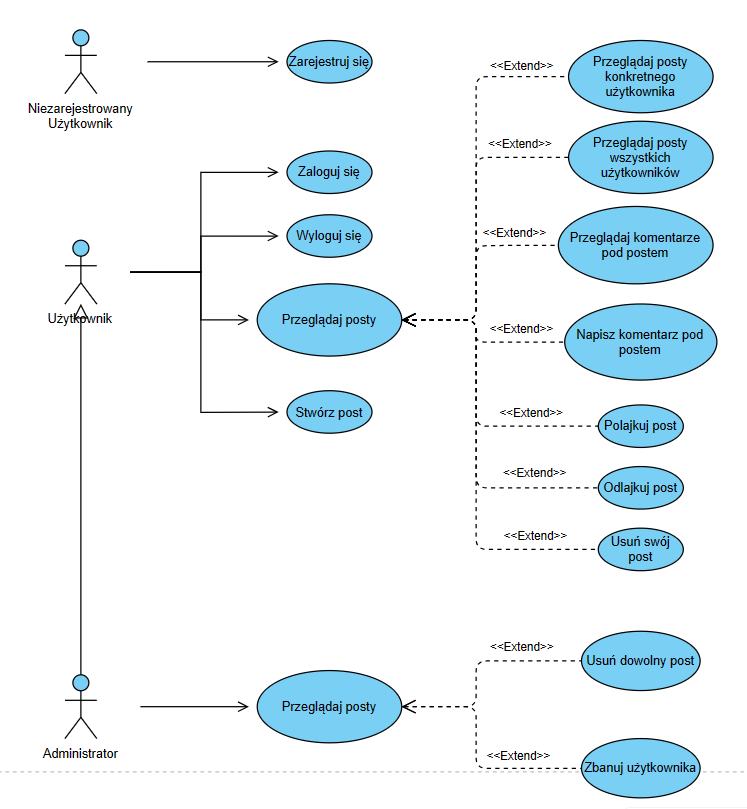 Niezarejestrowany
Użytkownik
Zarejestruj się
Użytkownik
Zaloguj się
Wyloguj się
Przeglądaj posty
Stwórz post
<<Extend>>
Przeglądaj posty
konkretnego
użytkownika
<<Extend>>
Przeglądaj posty
wszystkich
użytkowników
<<Extend>>
Przeglądaj komentarze
pod postem
<<Extend>>
Napisz komentarz pod
postem
<<Extend>>
Polajkuj post
<<Extend>>
Odlajkuj post
<<Extend>>
Usuń swój
post
Administrator
Przeglądaj posty
<<Extend>>
Usuń dowolny post
<<Extend>>
Zbanuj użytkownika